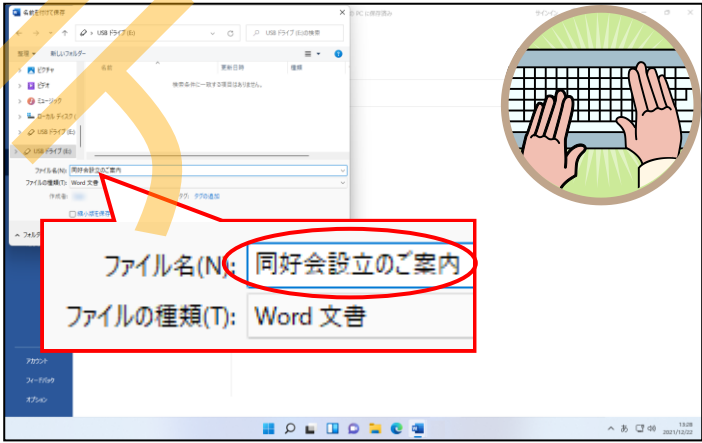 名前を付けて保存
PC に保存済み
サインイン
USB ドライブ (E:)
USB ドライブ (E:)の検索
整理
新しいフォルダー
名前
更新日時
種類
検索条件に一致する項目はありません。
ピクチャ
ビデオ
ミュージック
ローカル ディスク (
USB ドライブ (E:)
USB ドライブ (E:)
ファイル名(N): 同好会設立のご案内
ファイルの種類(T): Word 文書
作成者:
タグ: タグの追加
縮小版を保存
フォル
ファイル名(N): 同好会設立のご案内
ファイルの種類(T): Word 文書
アカウント
フィードバック
オプション
あ
13:28
2021/12/22